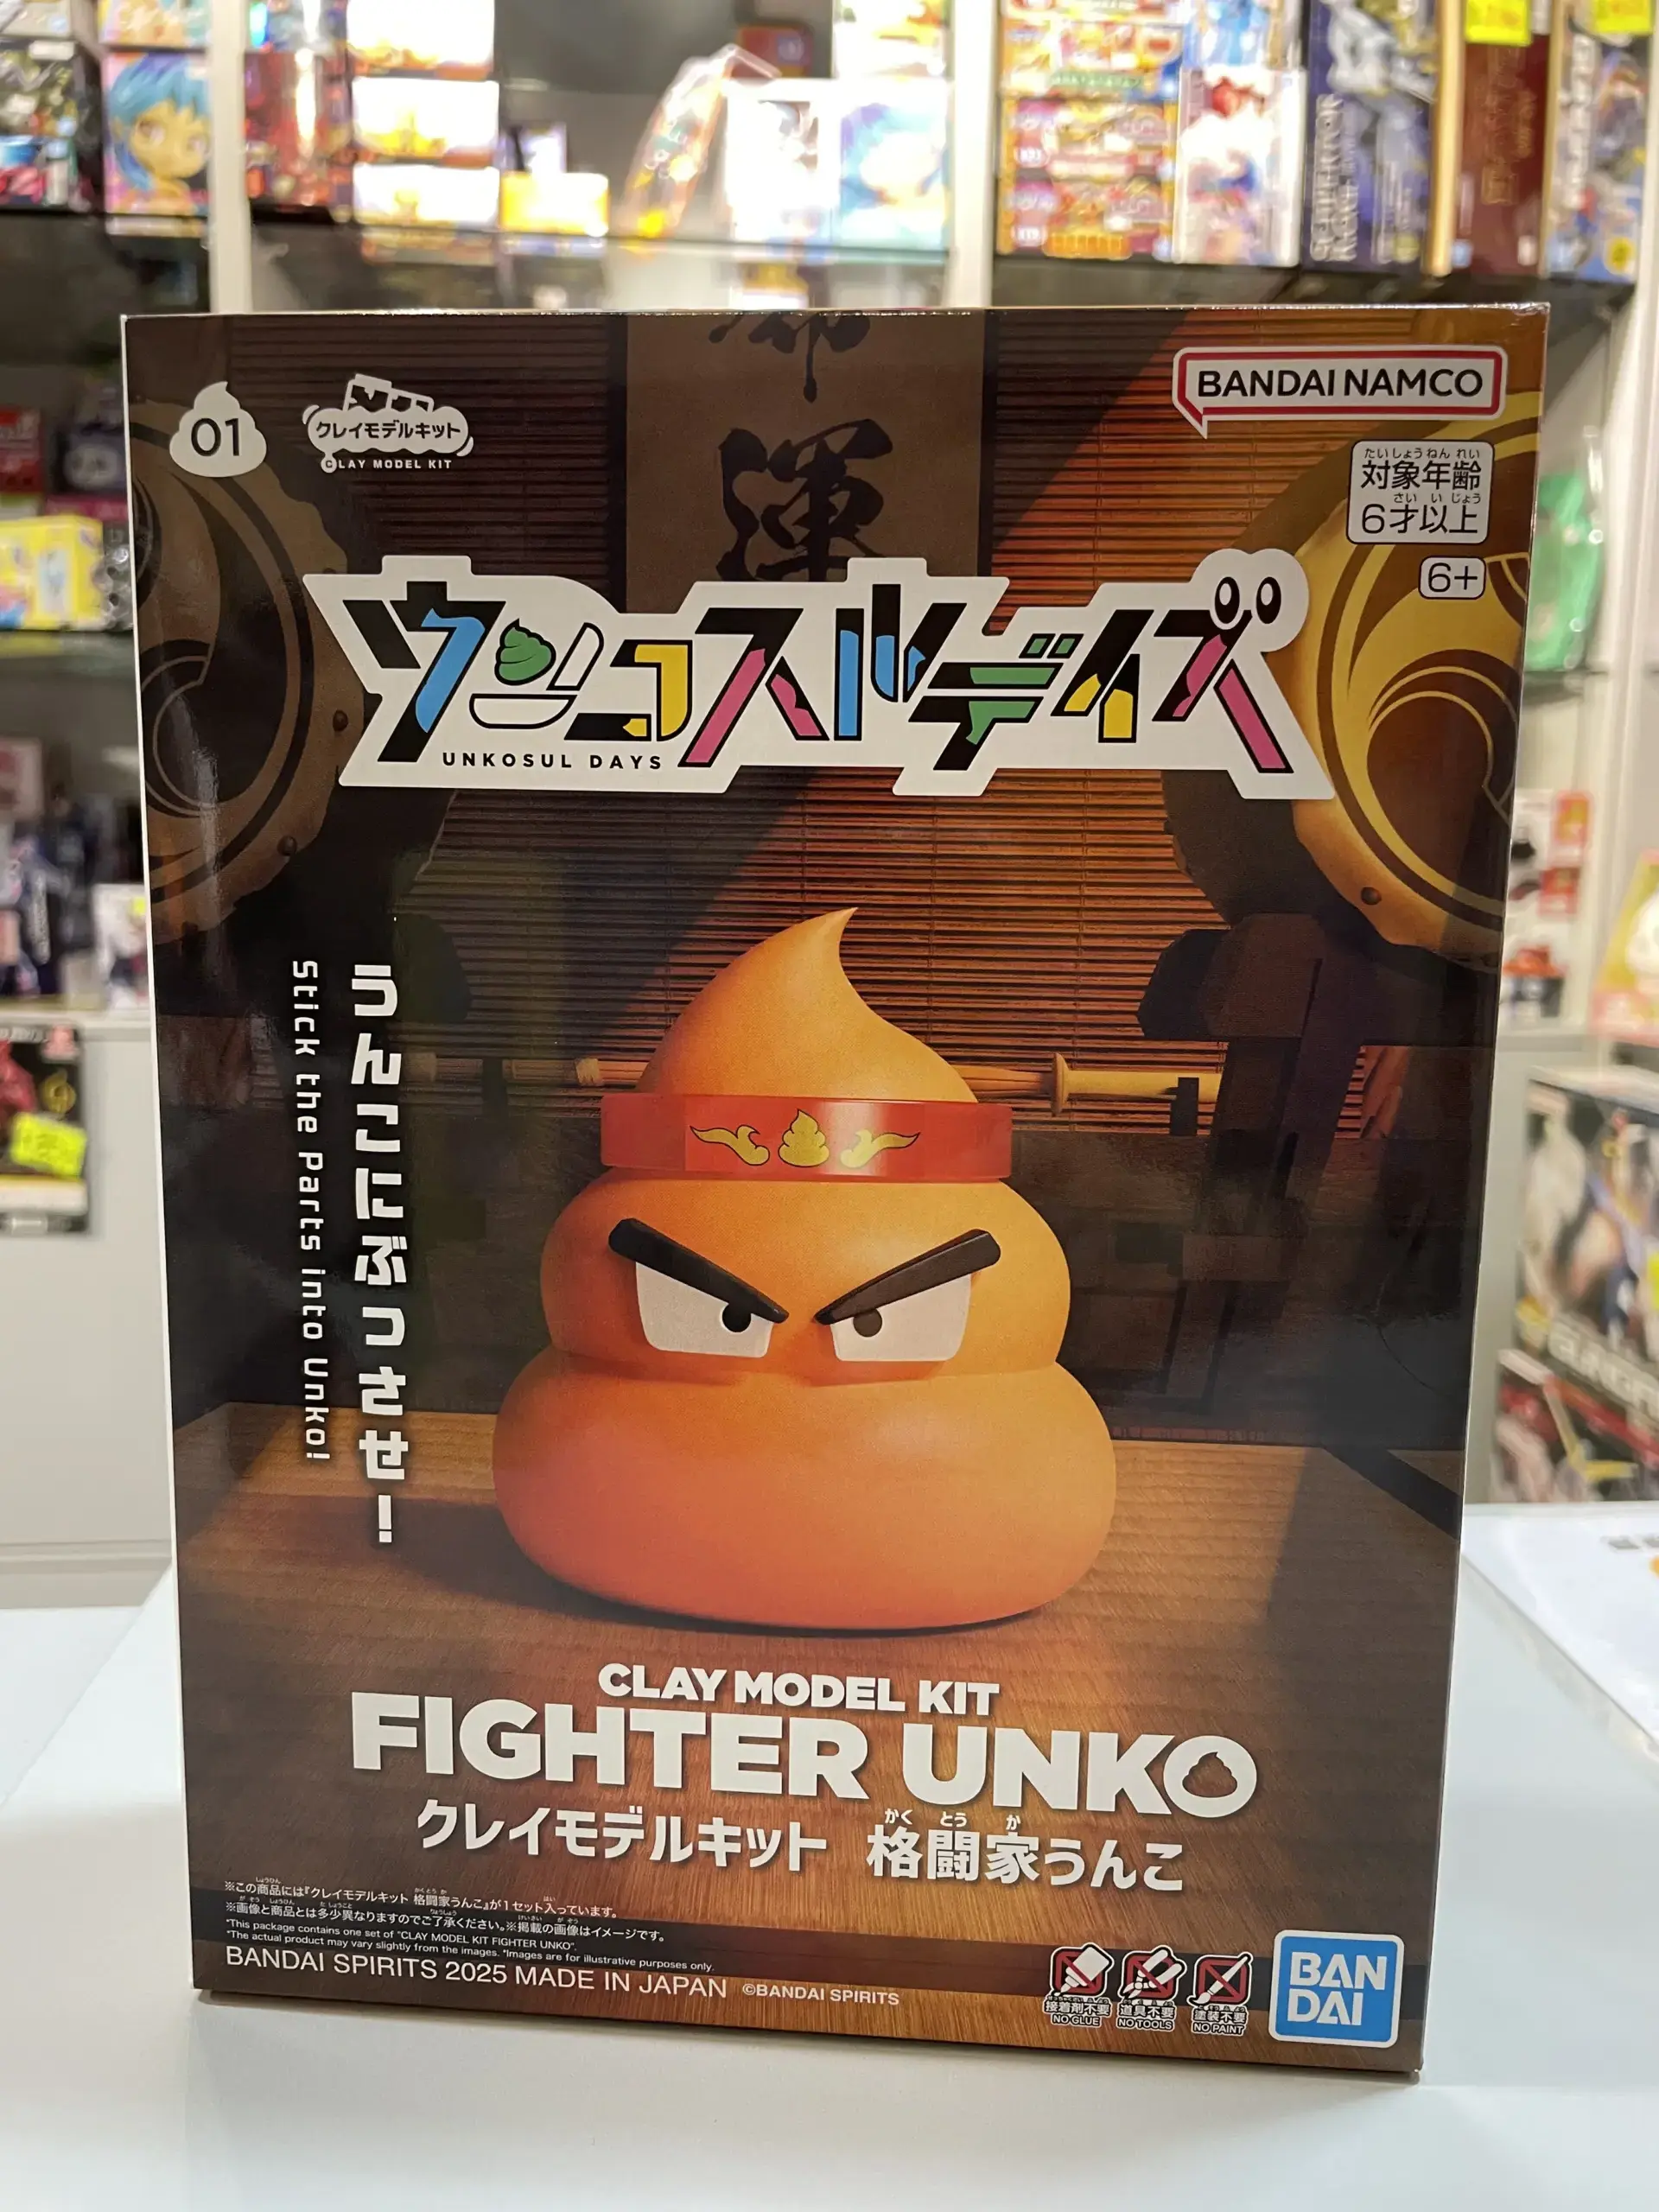 BANDAI NAMCO
01
クレイモデルキット
CLAY MODEL KIT
運
たいしょうねんれい
対象年齢
さい いじょう
6才以上
6+
ウンコスルデイズ
UNKOSUL DAYS
うんこにぶっさせ!
Stick the Parts into Unko!
CLAY MODEL KIT
FIGHTER UNKO
かく とう か
クレイモデルキット 格闘家うんこ
※この商品には『クレイモデルキット 格闘家うんこ』が1セット入っています。
※画像と商品とは多少異なりますのでご了承ください。※掲載の画像はイメージです。
*This package contains one set of "CLAY MODEL KIT FIGHTER UNKO".
*The actual product may vary slightly from the images. *Images are for illustrative purposes only.
BANDAI SPIRITS 2025 MADE IN JAPAN ©BANDAI SPIRITS
接着剤不要
NO GLUE
道具不要
NO TOOLS
塗装不要
NO PAINT
BAN
DAI